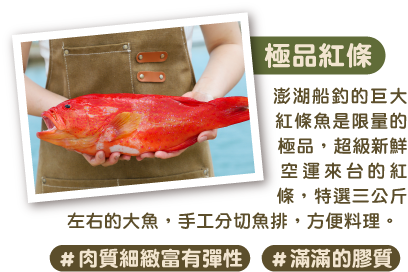 極品紅條
澎湖船釣的巨大
紅條魚是限量的
極品，超級新鮮
空運來台的紅
條，特選三公斤
左右的大魚，手工分切魚排，方便料理。
#肉質細緻富有彈性
#滿滿的膠質